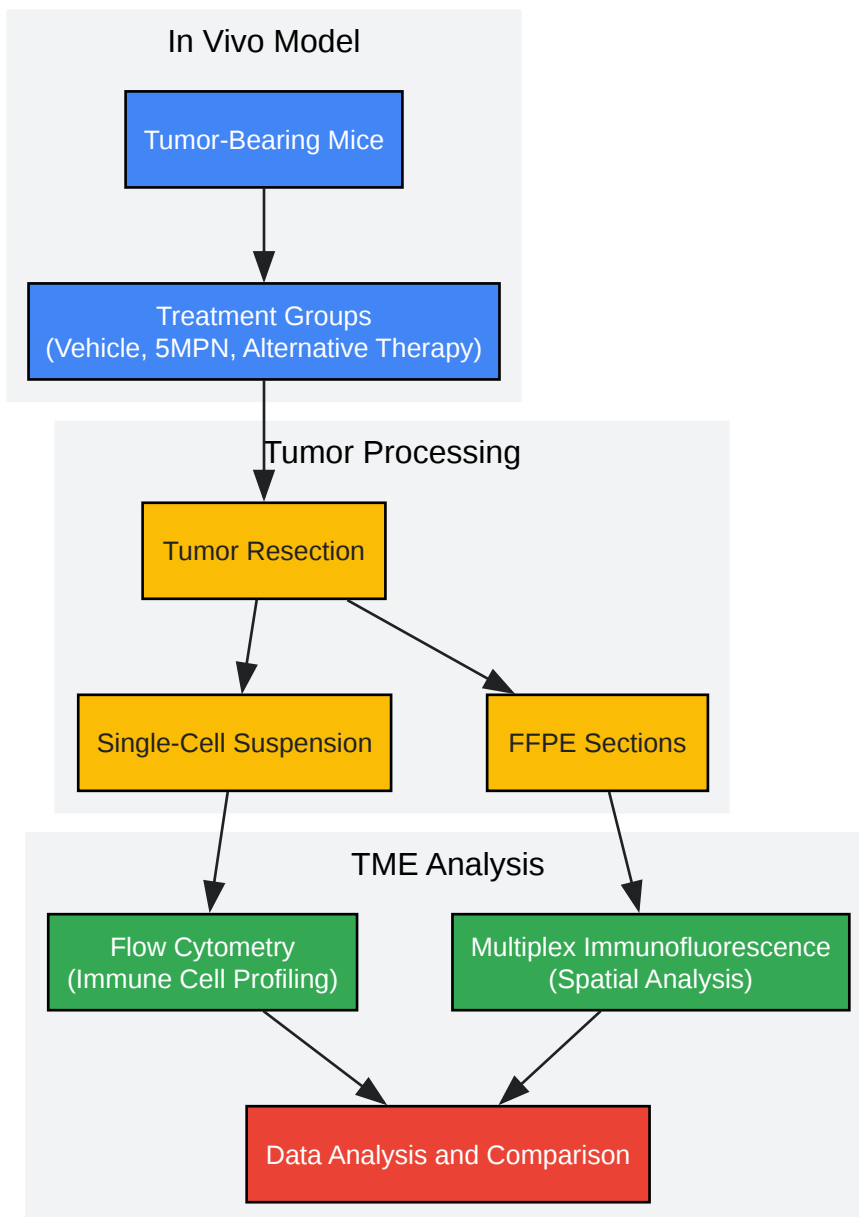 In Vivo Model
Tumor-Bearing Mice
Treatment Groups
(Vehicle, 5MPN, Alternative Therapy)
Tumor Processing
Tumor Resection
Single-Cell Suspension
FFPE Sections
TME Analysis
Flow Cytometry
(Immune Cell Profiling)
Multiplex Immunofluorescence
(Spatial Analysis)
Data Analysis and Comparison